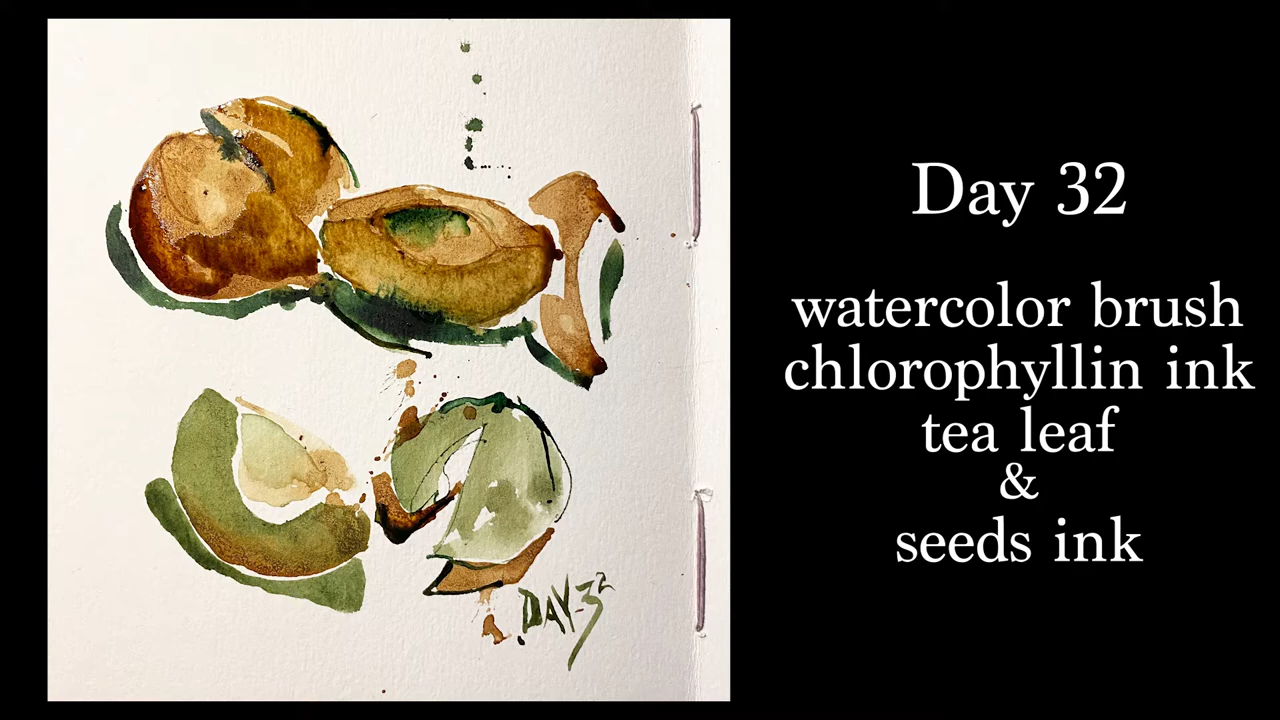 DAY-32
Day 32
watercolor brush
chlorophyllin ink
tea leaf
&
seeds ink